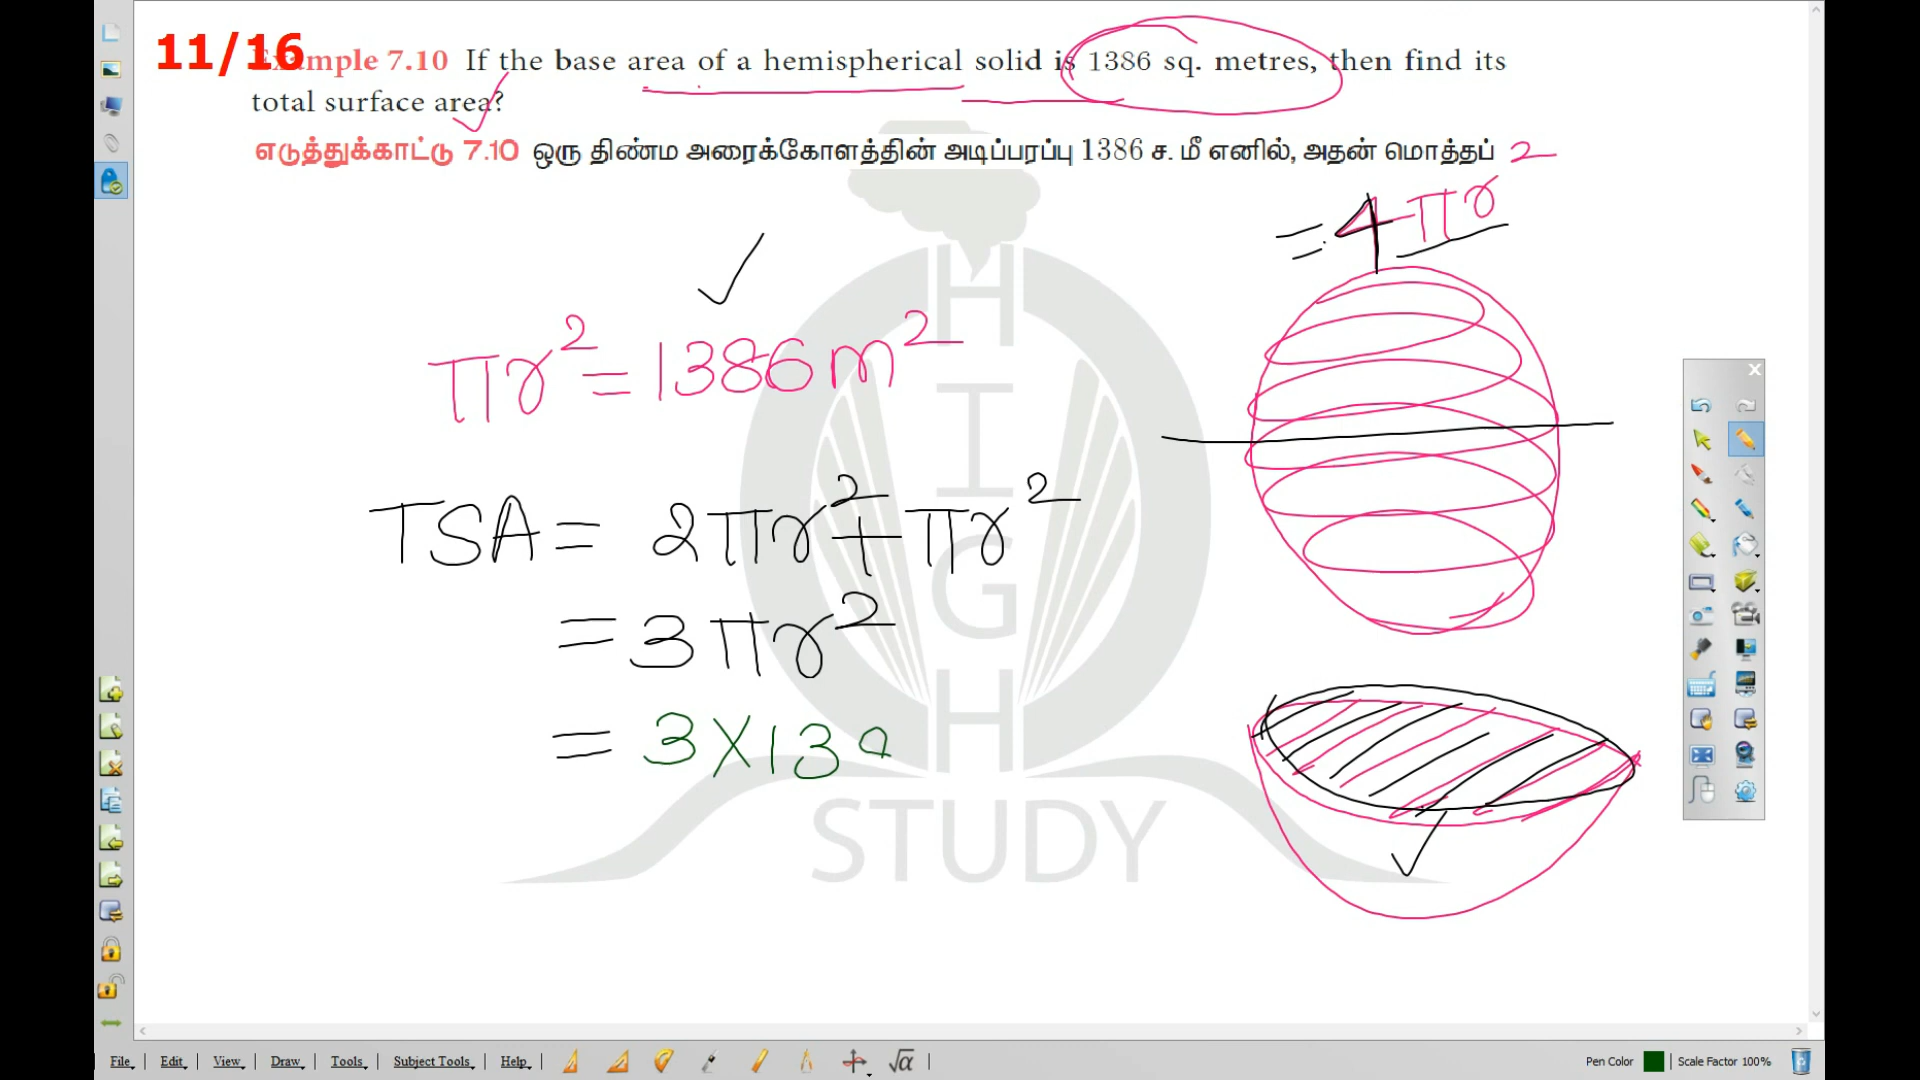 11/16
Example 7.10 If the base area of a hemispherical solid is 1386 sq. metres, then find its
total surface area?
எடுத்துக்காட்டு 7.10 ஒரு திண்ம அரைக்கோளத்தின் அடிப்பரப்பு 1386 ச. மீ எனில், அதன் மொத்தப்
= 4πr²
πr² = 1386 m²
TSA = 2πr² + πr²
= 3πr²
= 3 × 13
HIGH
STUDY
File Edit View Draw Tools Subject Tools Help √α Pen Color Scale Factor 100%